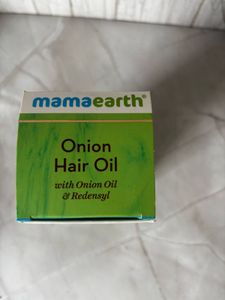 mamaearth®
Onion
Hair Oil
with Onion Oil
& Redensyl